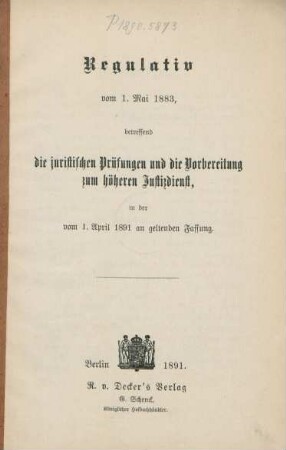 Regulativ
vom 1. Mai 1883,
betreffend
die juristischen Prüfungen und die Vorbereitung
zum höheren Justizdienst,
in der
vom 1. April 1891 an geltenden Fassung.
Berlin 1891.
R. v. Decker's Verlag
G. Schenck.
Königlicher Hofbuchhändler.